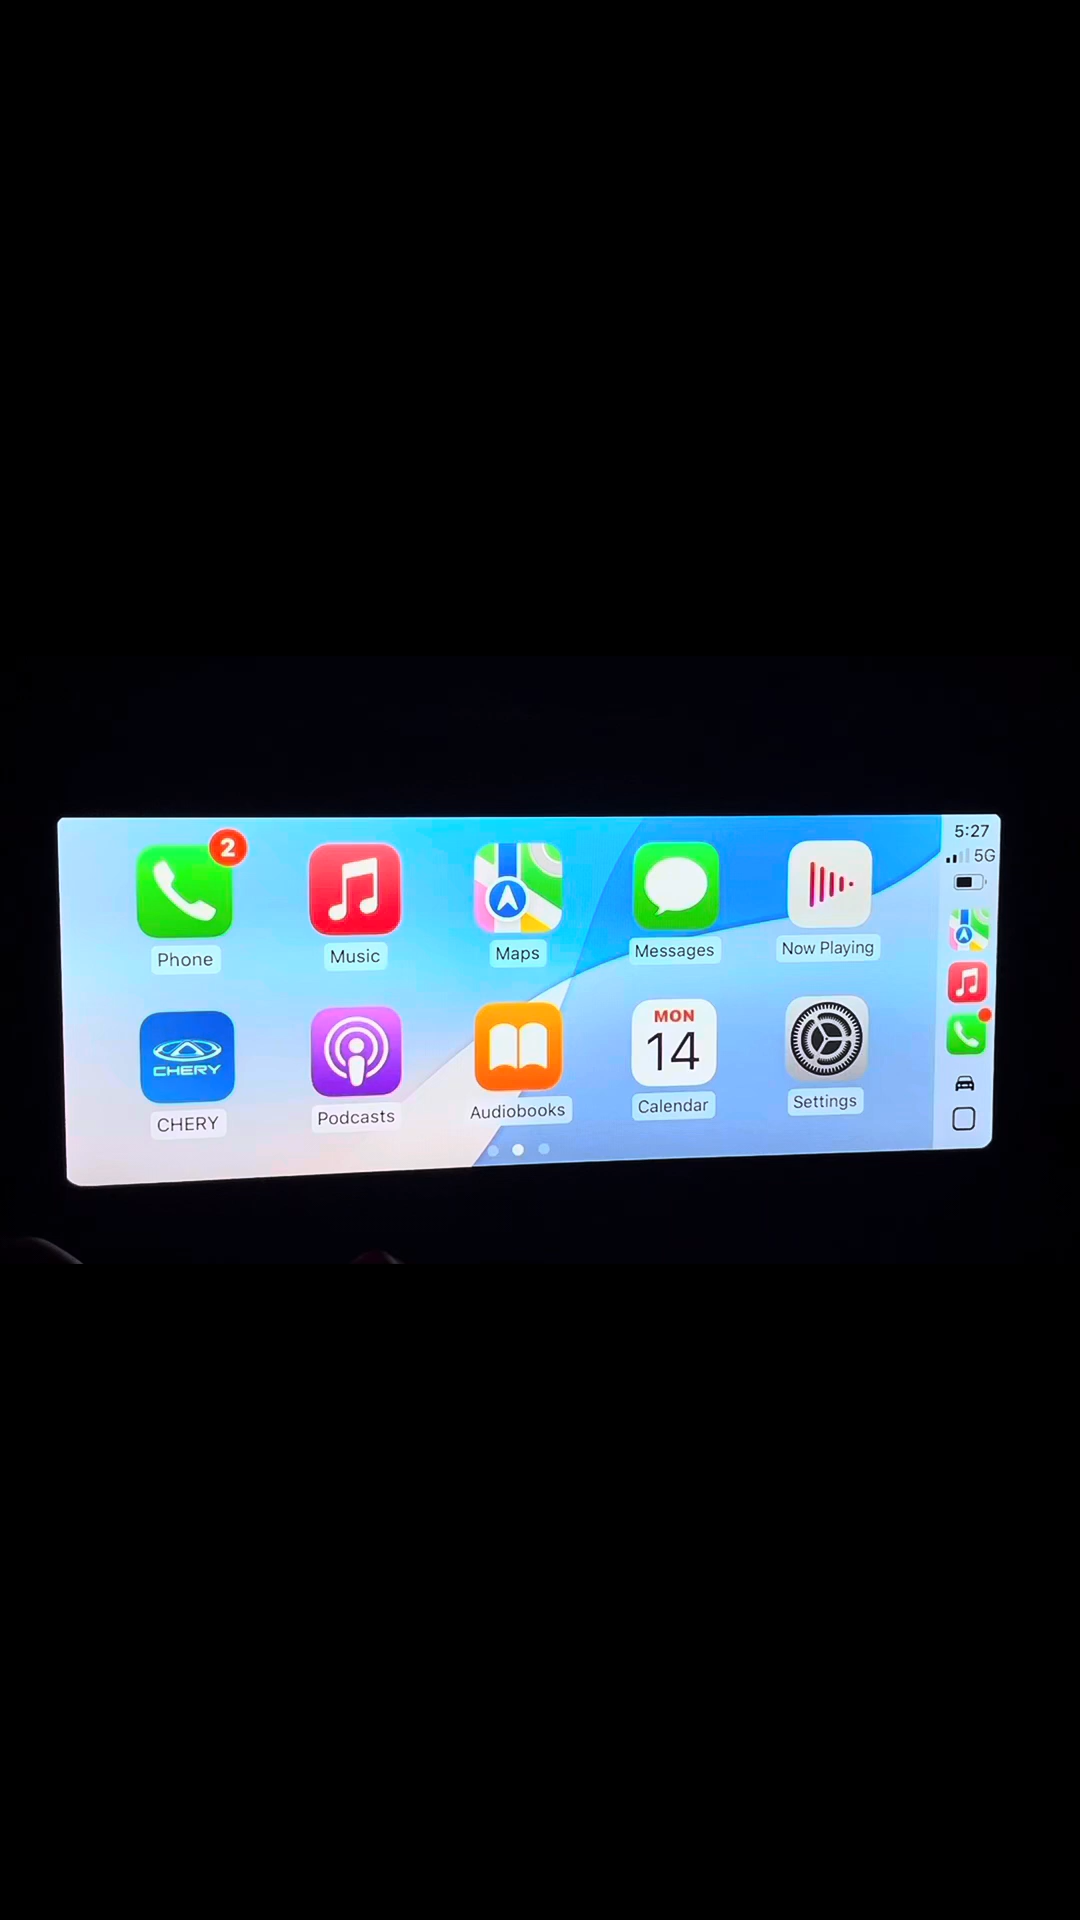 2
5:27
5G
Phone
Music
Maps
Messages
Now Playing
CHERY
MON
14
CHERY
Podcasts
Audiobooks
Calendar
Settings